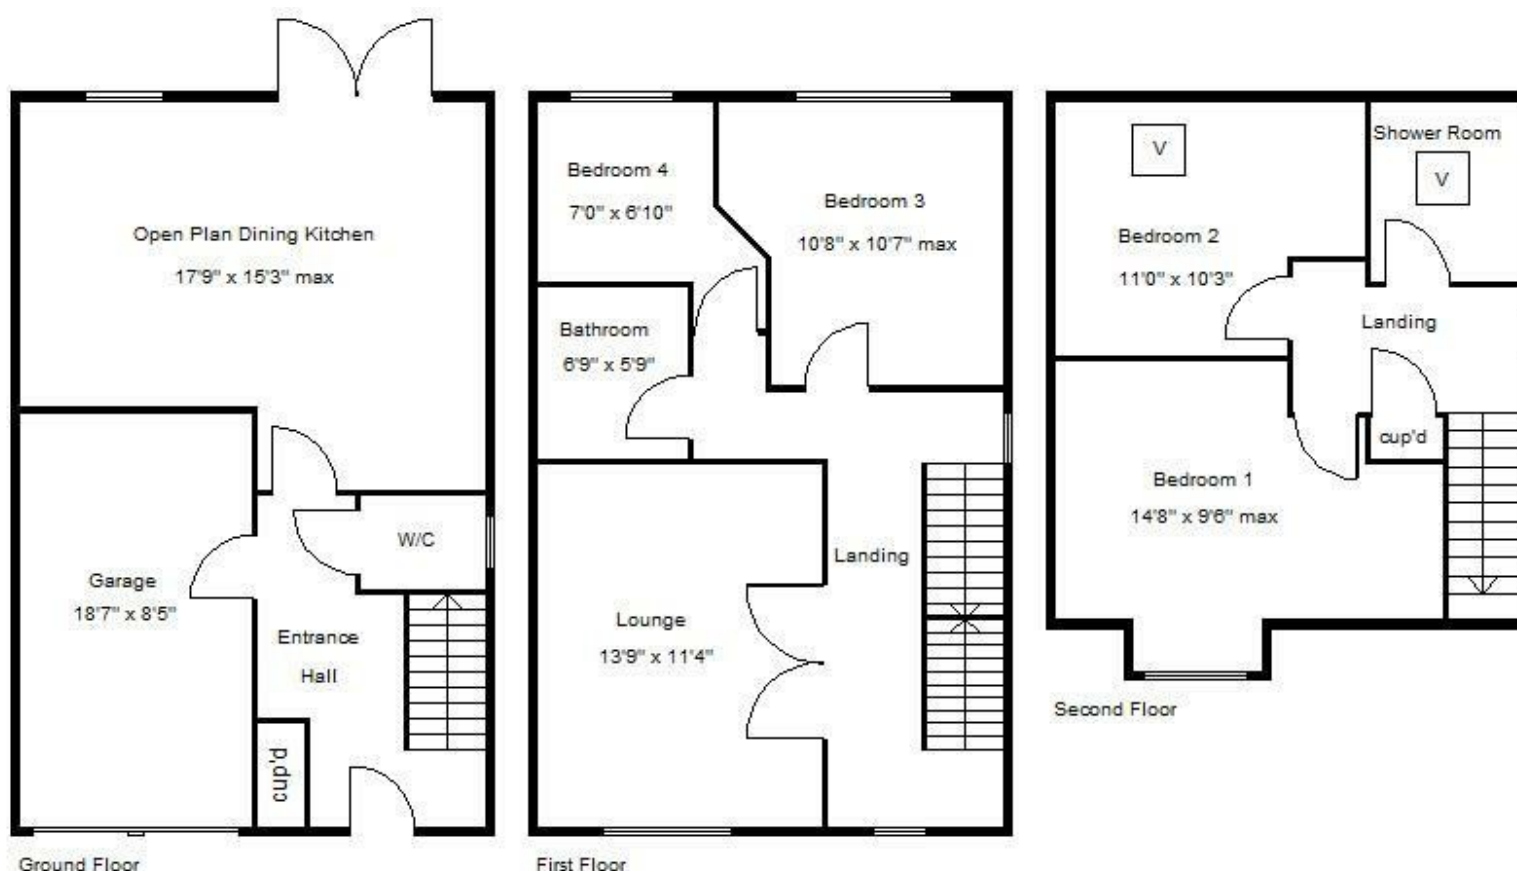 Open Plan Dining Kitchen
17'9" x 15'3" max
Garage
18'7" x 8'5"
W/C
Entrance
Hall
cup'd
Ground Floor
Bedroom 4
7'0" x 6'10"
Bedroom 3
10'8" x 10'7" max
Bathroom
6'9" x 5'9"
Landing
Lounge
13'9" x 11'4"
First Floor
Shower Room
V
V
Bedroom 2
11'0" x 10'3"
Landing
cup'd
Bedroom 1
14'8" x 9'6" max
Second Floor